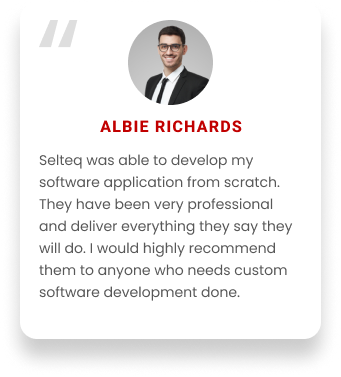 ALBIE RICHARDS
Selteq was able to develop my
software application from scratch.
They have been very professional
and deliver everything they say they
will do. I would highly recommend
them to anyone who needs custom
software development done.